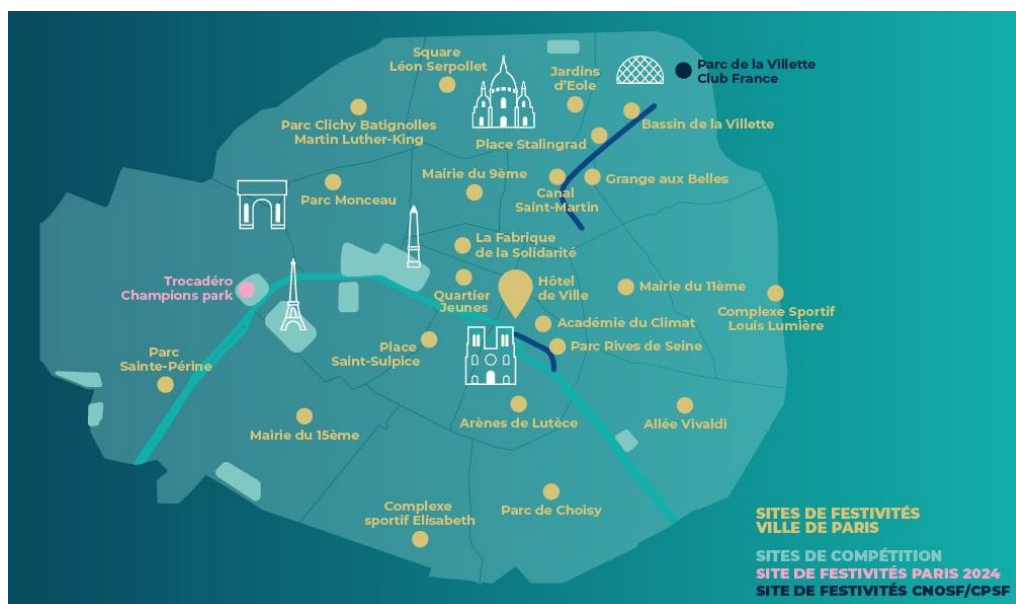 Square
Léon Serpollet
Jardins
d'Eole
Parc de la Villette
Club France
Parc Clichy Batignolles
Martin Luther-King
Bassin de la Villette
Place Stalingrad
Mairie du 9ème
Parc Monceau
Canal
Saint-Martin
Grange aux Belles
La Fabrique
de la Solidarité
Trocadéro
Champions park
Quartier
Jeunes
Hôtel
de Ville
Mairie du 11ème
Complexe Sportif
Louis Lumière
Académie du Climat
Parc Rives de Seine
Place
Saint-Sulpice
Parc
Sainte-Périne
Mairie du 15ème
Arènes de Lutèce
Allée Vivaldi
Complexe
sportif Elisabeth
Parc de Choisy
SITES DE FESTIVITÉS
VILLE DE PARIS
SITES DE COMPÉTITION
SITE DE FESTIVITÉS PARIS 2024
SITE DE FESTIVITÉS CNOSF/CPSF